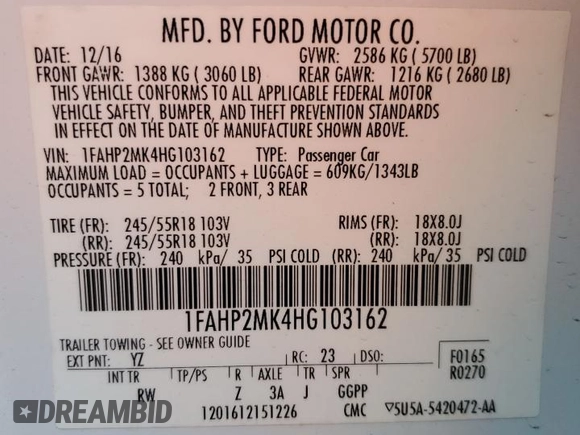 MFD. BY FORD MOTOR CO.
DATE: 12/16 GVWR: 2586 KG (5700 LB)
FRONT GAWR: 1388 KG (3060 LB) REAR GAWR: 1216 KG (2680 LB)
THIS VEHICLE CONFORMS TO ALL APPLICABLE FEDERAL MOTOR
VEHICLE SAFETY, BUMPER, AND THEFT PREVENTION STANDARDS
IN EFFECT ON THE DATE OF MANUFACTURE SHOWN ABOVE.
VIN: 1FAHP2MK4HG103162 TYPE: Passenger Car
MAXIMUM LOAD = OCCUPANTS + LUGGAGE = 609KG/1343LB
OCCUPANTS = 5 TOTAL; 2 FRONT, 3 REAR
TIRE (FR): 245/55R18 103V RIMS (FR): 18X8.0J
(RR): 245/55R18 103V (RR): 18X8.0J
PRESSURE (FR): 240 kPa/ 35 PSI COLD (RR): 240 kPa/ 35 PSI COLD
1FAHP2MK4HG103162
TRAILER TOWING - SEE OWNER GUIDE
EXT PNT: YZ RC: 23 DSO: F0165
INT TR TP/PS R AXLE TR SPR R0270
RW Z 3A J GGPP
1201612151226 CMC 5U5A-5420472-AA
DREAMBID